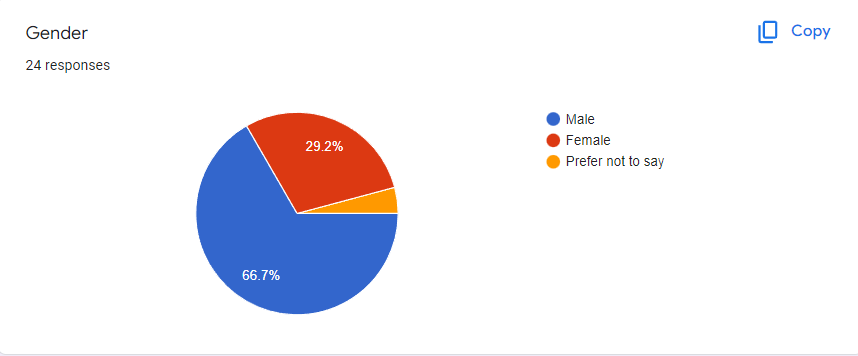 Gender
Copy
24 responses
29.2%
66.7%
Male
Female
Prefer not to say